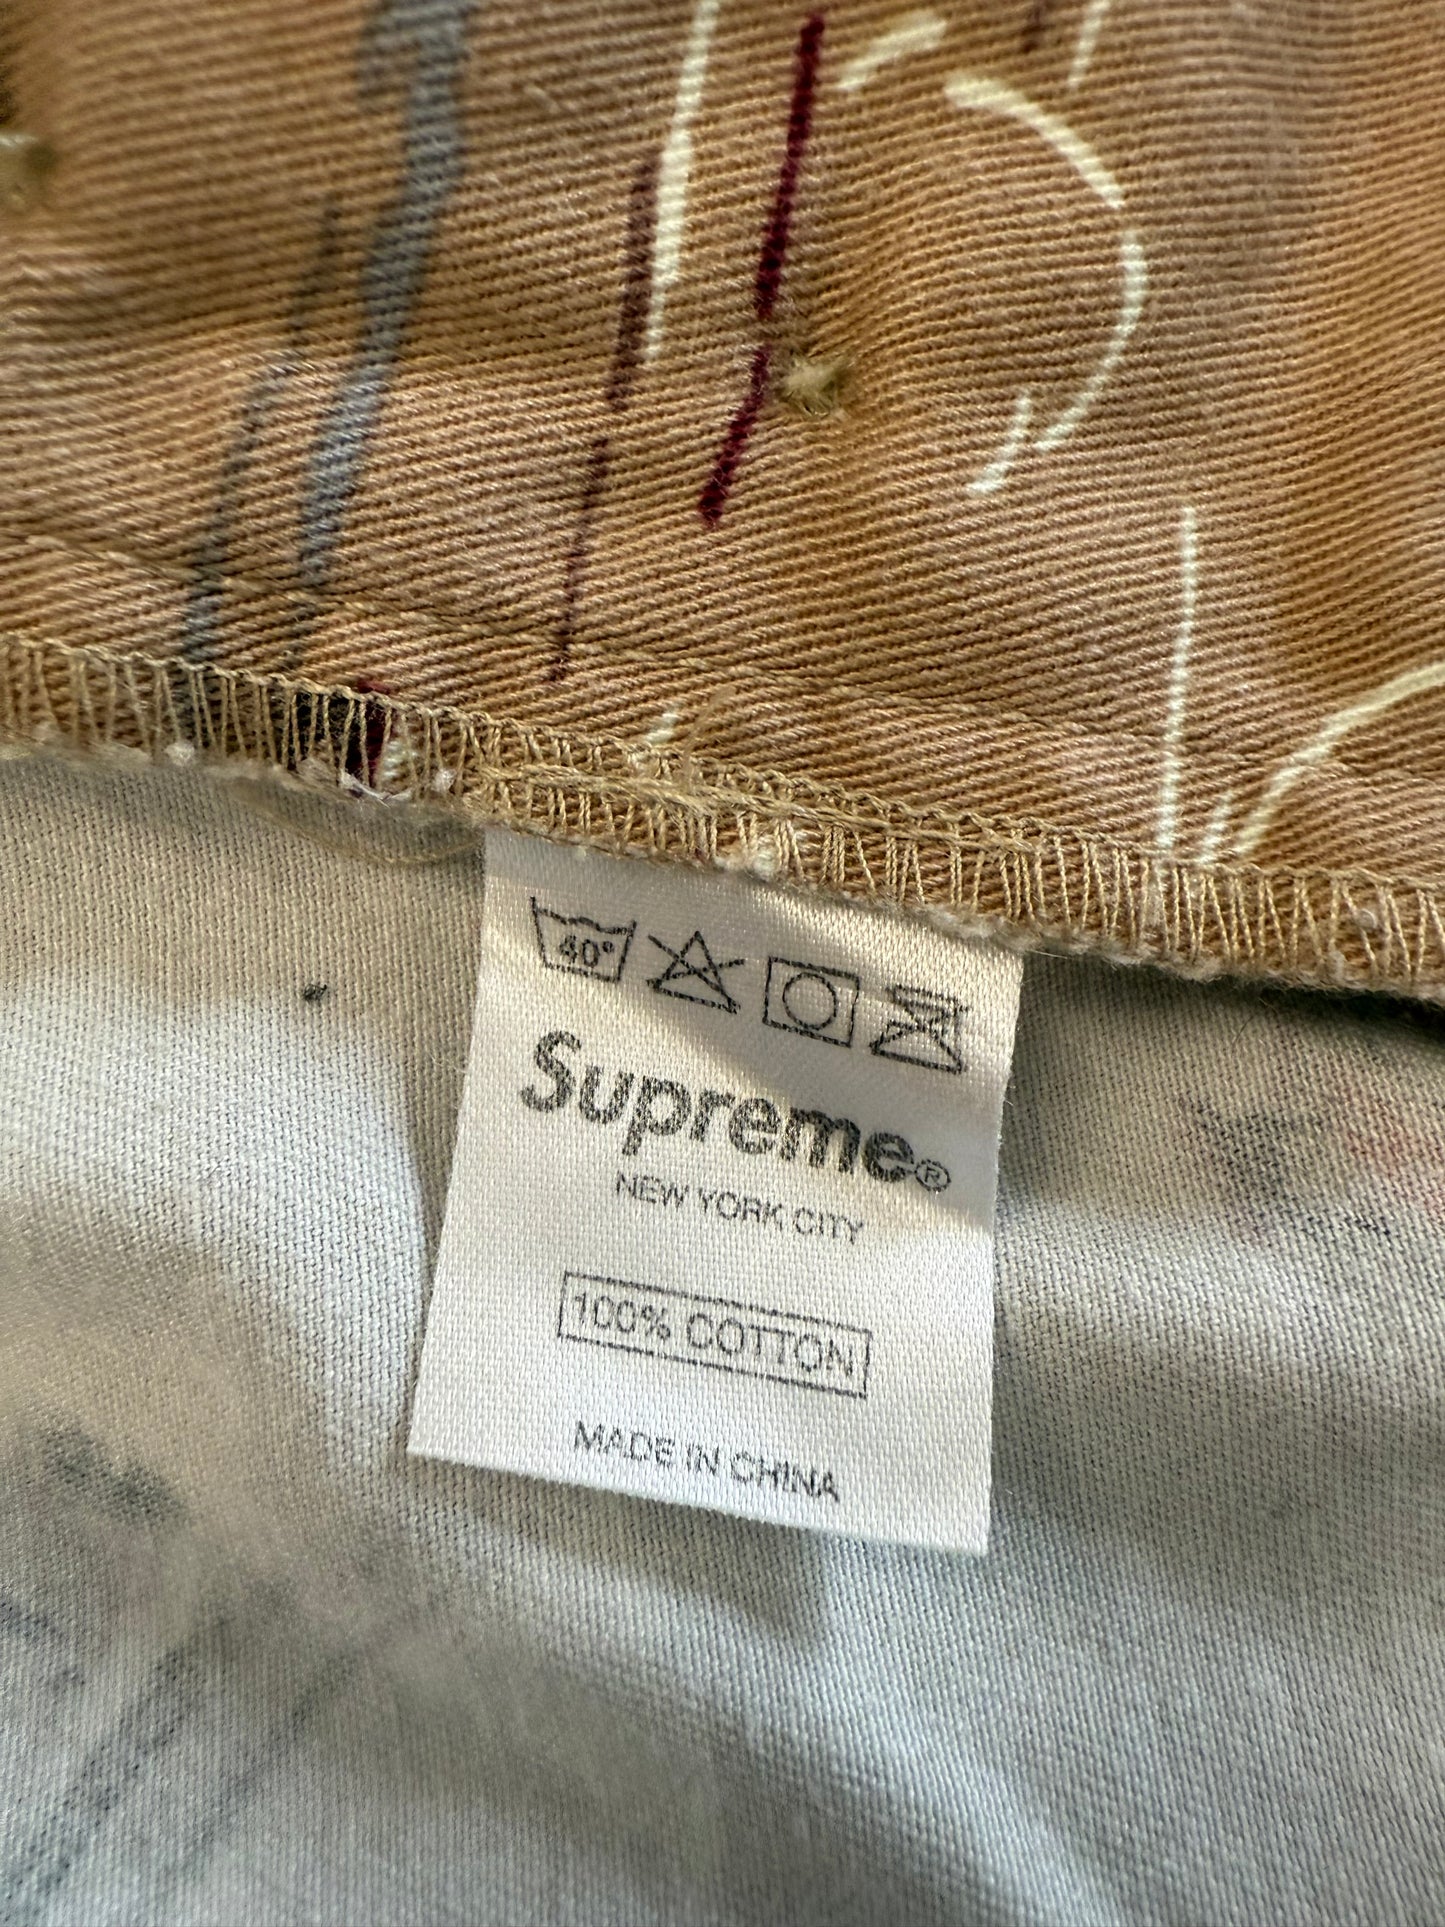 40°
Supreme®
NEW YORK CITY
100% COTTON
MADE IN CHINA